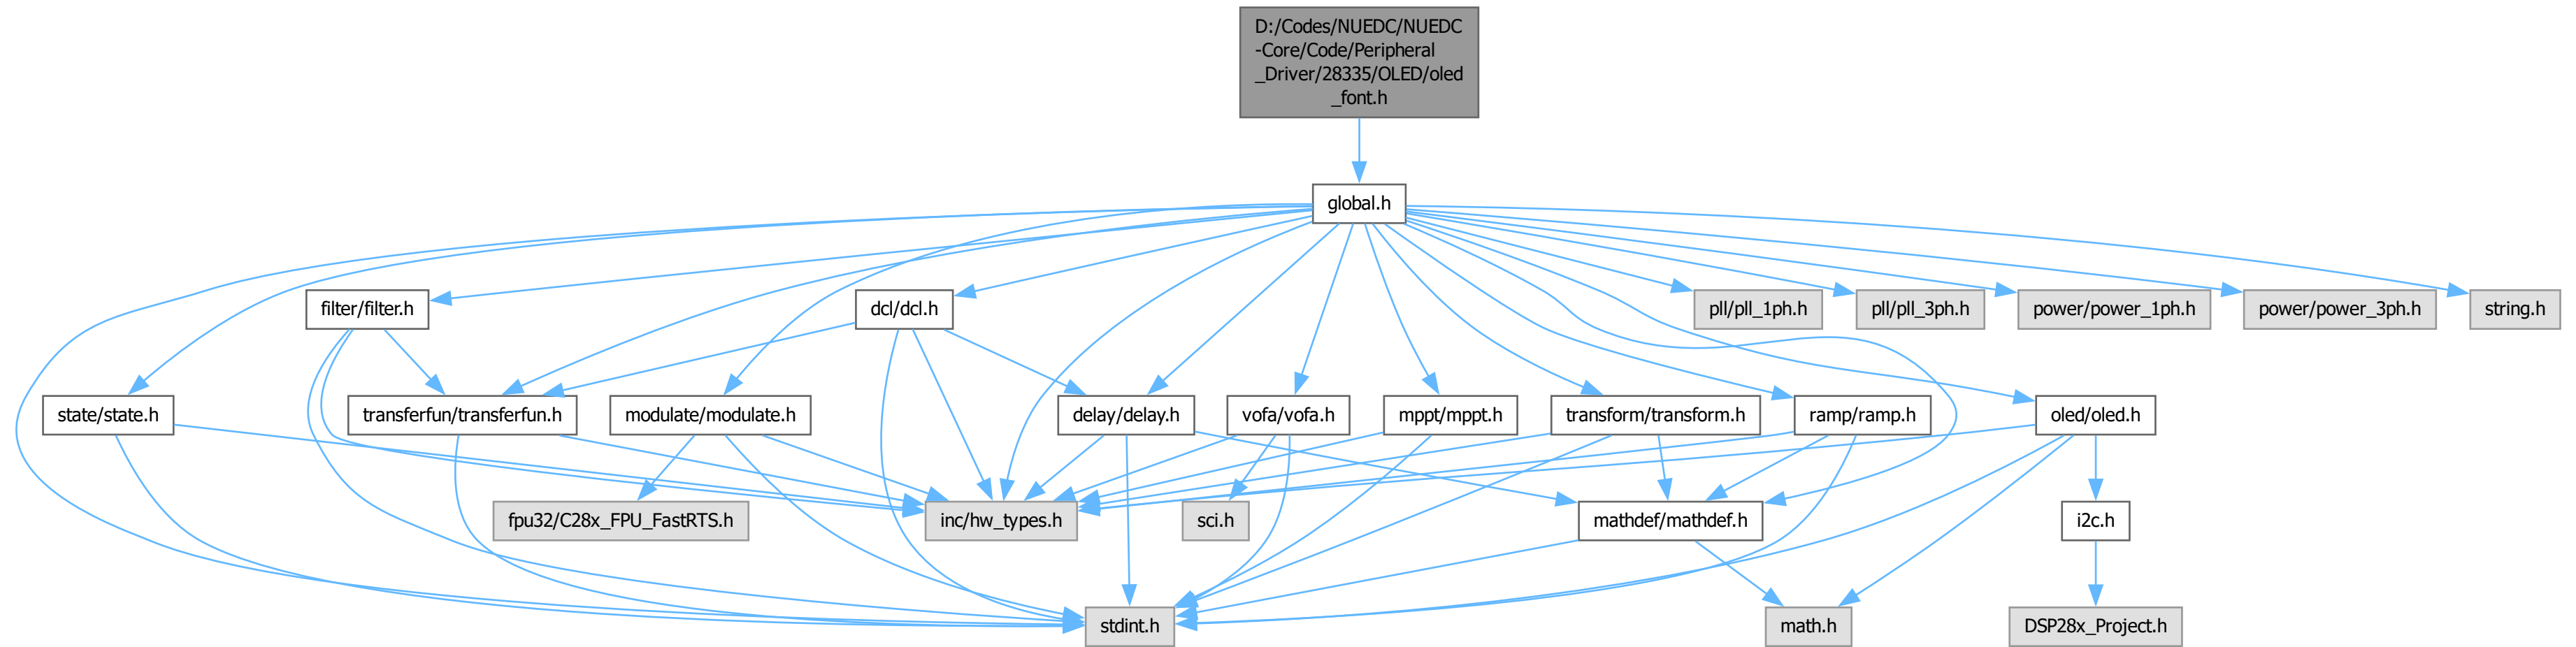 D:/Codes/NUEDC/NUEDC
-Core/Code/Peripheral
_Driver/28335/OLED/oled
_font.h
global.h
filter/filter.h
dcl/dcl.h
pll/pll_1ph.h
pll/pll_3ph.h
power/power_1ph.h
power/power_3ph.h
string.h
state/state.h
transferfun/transferfun.h
modulate/modulate.h
delay/delay.h
vofa/vofa.h
mppt/mppt.h
transform/transform.h
ramp/ramp.h
oled/oled.h
fpu32/C28x_FPU_FastRTS.h
inc/hw_types.h
sci.h
mathdef/mathdef.h
i2c.h
stdint.h
math.h
DSP28x_Project.h